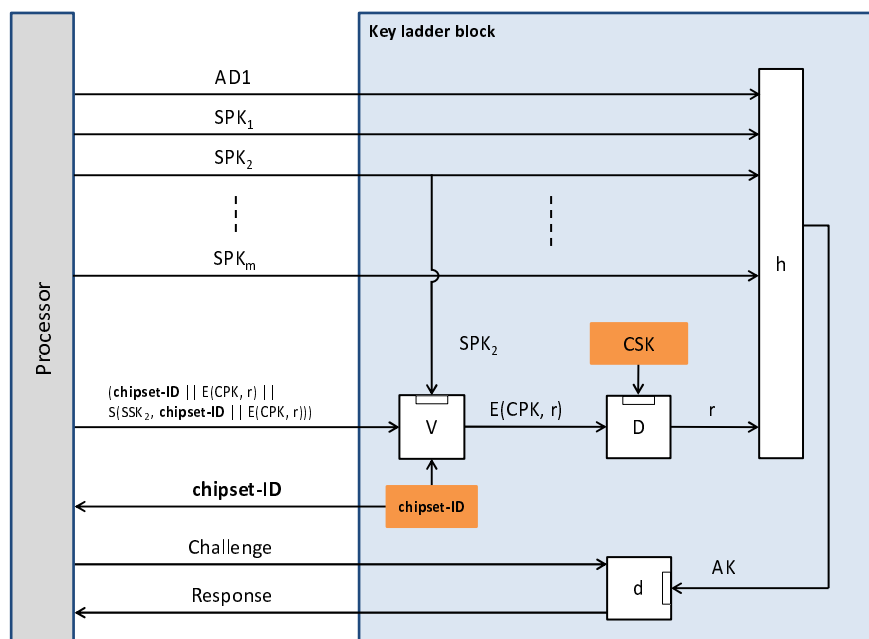 Key ladder block
AD1
SPK₁
SPK₂
SPKₘ
h
Processor
CSK
SPK₂
(chipset-ID || E(CPK, r) ||
S(SSK₂, chipset-ID || E(CPK, r)))
V
E(CPK, r)
D
r
chipset-ID
chipset-ID
Challenge
AK
d
Response